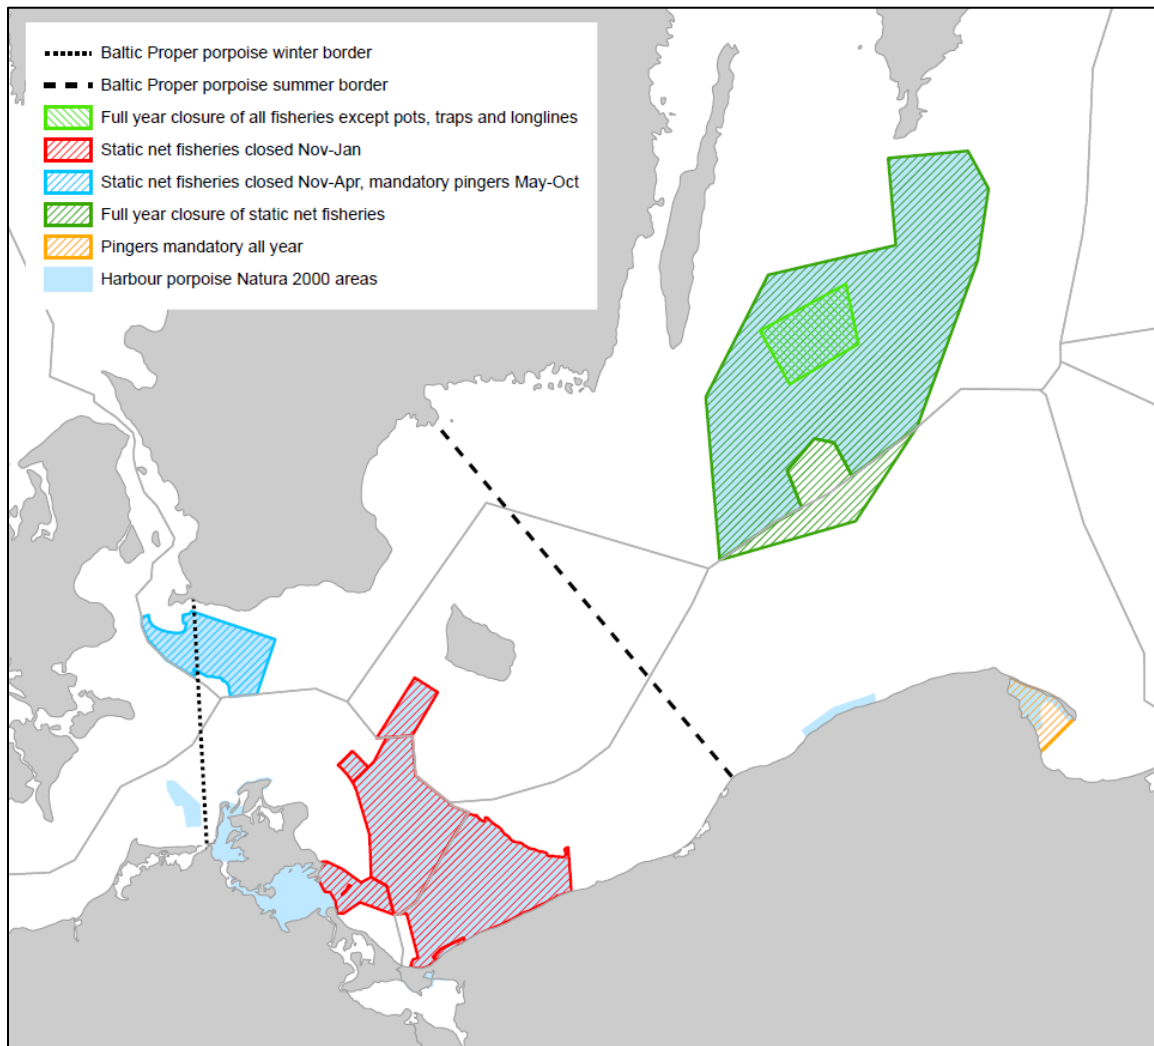 Baltic Proper porpoise winter border
Baltic Proper porpoise summer border
Full year closure of all fisheries except pots, traps and longlines
Static net fisheries closed Nov-Jan
Static net fisheries closed Nov-Apr, mandatory pingers May-Oct
Full year closure of static net fisheries
Pingers mandatory all year
Harbour porpoise Natura 2000 areas